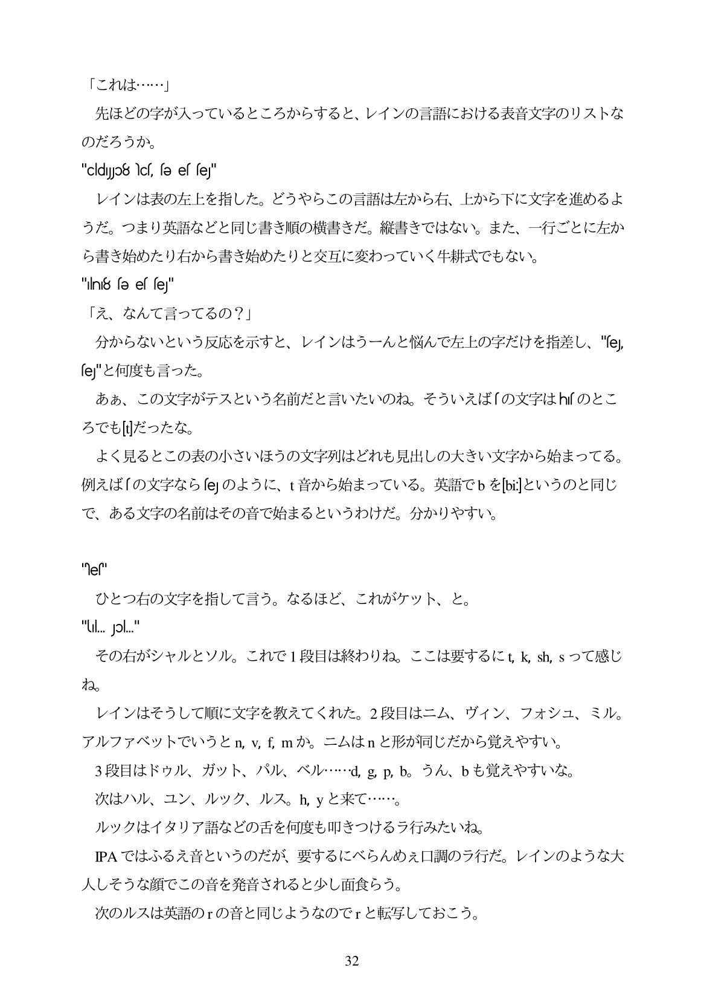 「これは……」
先ほどの字が入っているところからすると、レインの言語における表音文字のリストな
のだろうか。
レインは表の左上を指した。どうやらこの言語は左から右、上から下に文字を進めるよ
うだ。つまり英語などと同じ書き順の横書きだ。縦書きではない。また、一行ごとに左か
ら書き始めたり右から書き始めたりと交互に変わっていく牛耕式でもない。
「え、なんて言ってるの？」
分からないという反応を示すと、レインはうーんと悩んで左上の字だけを指差し、"ſeȷ,
ſeȷ"と何度も言った。
あぁ、この文字がテスという名前だと言いたいのね。そういえばſの文字はhıſのとこ
ろでも[t]だったな。
よく見るとこの表の小さいほうの文字列はどれも見出しの大きい文字から始まってる。
例えばſの文字ならſeȷのように、t音から始まっている。英語でbを[bi:]というのと同じ
で、ある文字の名前はその音で始まるというわけだ。分かりやすい。
ひとつ右の文字を指して言う。なるほど、これがケット、と。
その右がシャルとソル。これで1段目は終わりね。ここは要するにt, k, sh, sって感じ
ね。
レインはそうして順に文字を教えてくれた。2段目はニム、ヴィン、フォシュ、ミル。
アルファベットでいうとn, v, f, mか。ニムはnと形が同じだから覚えやすい。
3段目はドゥル、ガット、パル、ベル……d, g, p, b。うん、bも覚えやすいな。
次はハル、ユン、ルック、ルス。h, yと来て……。
ルックはイタリア語などの舌を何度も叩きつけるラ行みたいね。
IPAではふるえ音というのだが、要するにべらんめぇ口調のラ行だ。レインのような大
人しそうな顔でこの音を発音されると少し面食らう。
次のルスは英語のrの音と同じようなのでrと転写しておこう。
32